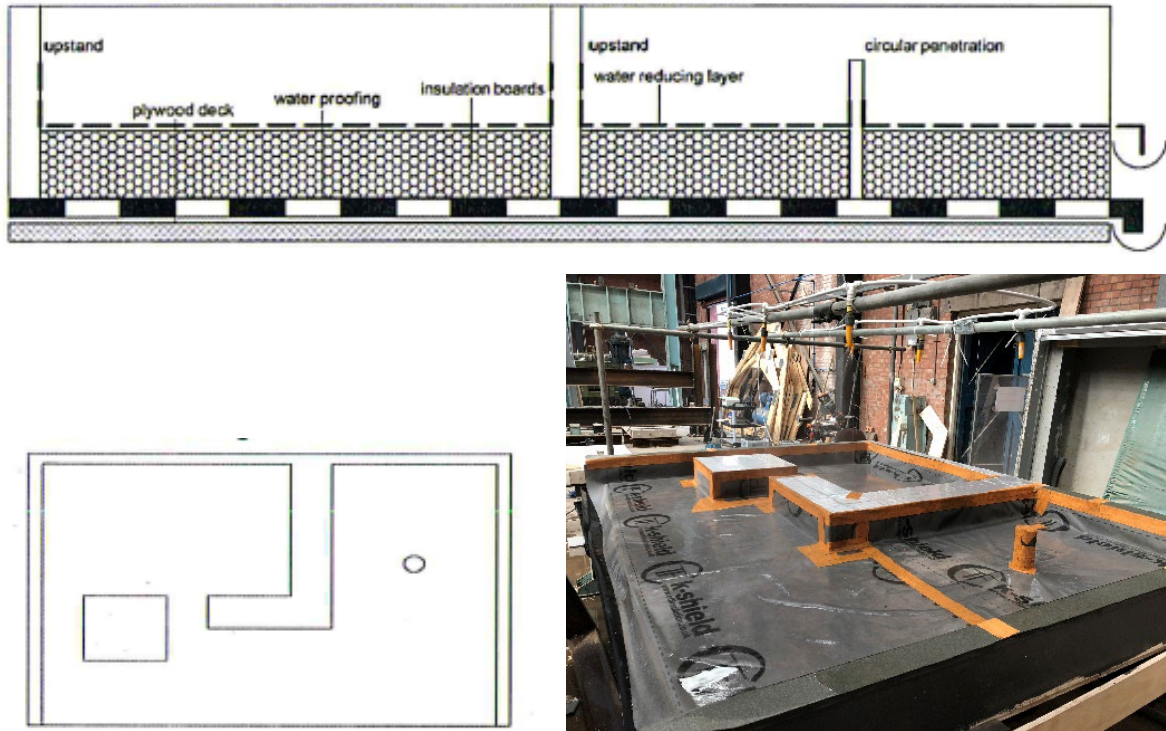 upstand
upstand
circular penetration
water reducing layer
insulation boards
water proofing
plywood deck
k-shield
k-shield
k-shield